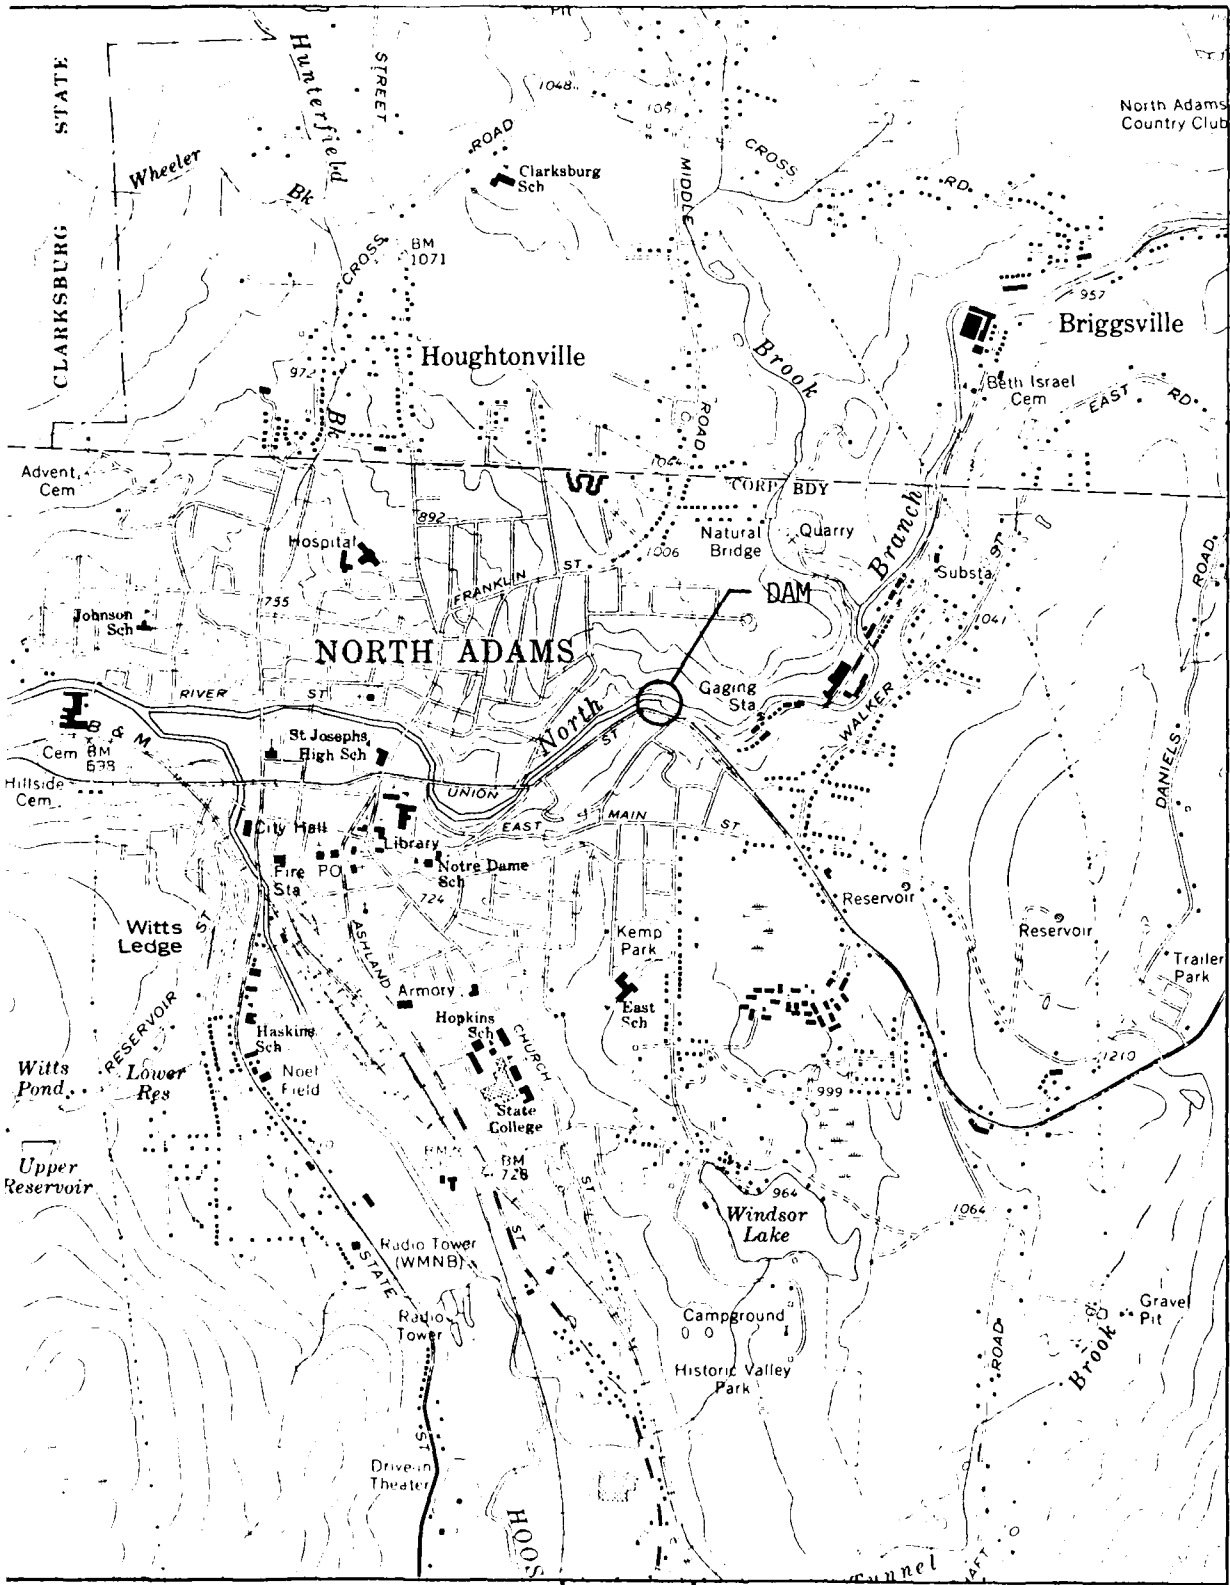 STATE
CLARKSBURG
Hunterfield
Bk
STREET
1048
1051
North Adams
Country Club
ROAD
Clarksburg
Sch
Wheeler
Bk
CROSS
BM
1071
MIDDLE
ROAD
CROSS
RD
957
Briggsville
Houghtonville
972
Brook
Beth Israel
Cem
EAST
RD
Advent
Cem
1044
CORP BDY
892
Natural
Bridge
Quarry
Branch
Hospital
1006
FRANKLIN
ST
Substa
ST
ROAD
755
DAM
1041
Johnson
Sch
NORTH ADAMS
RIVER
ST
North
ST
Gaging
Sta
WALKER
B & M
Cem
BM
698
St Josephs
High Sch
Hillside
Cem
UNION
DANIELS
City Hall
EAST
MAIN
ST
Library
Fire
Sta
PO
Notre Dame
Sch
724
Reservoir
Witts
Ledge
ST
ASHLAND
Kemp
Park
Reservoir
Trailer
Park
RESERVOIR
Armory
East
Sch
Haskins
Sch
Hopkins
Sch
CHURCH
Witts
Pond
Lower
Res
Noel
Field
1210
999
State
College
BM
728
Upper
Reservoir
ST
ST
964
Windsor
Lake
1064
Radio Tower
(WMNB)
STATE
Radio
Tower
Campground
Gravel
Pit
ROAD
Brook
Historic Valley
Park
ST
Drive-in
Theater
HOOS
Tunnel